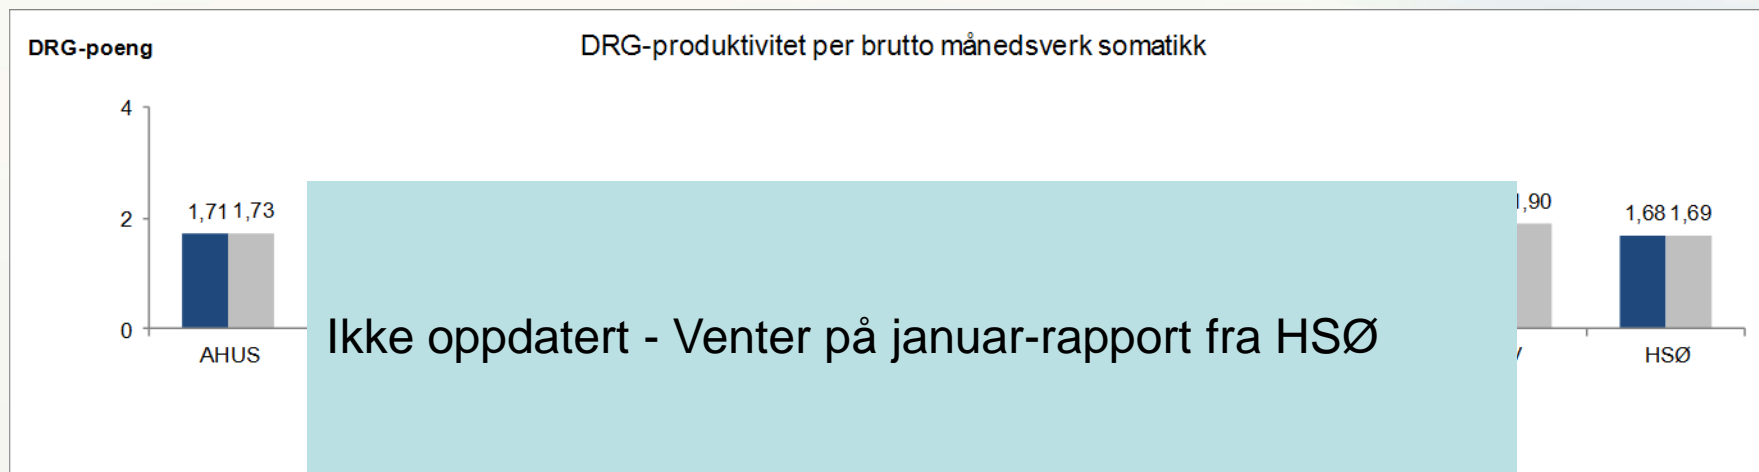 DRG-produktivitet per brutto månedsverk somatikk
DRG-poeng
4
2
0
1,71 1,73
,90
1,68 1,69
AHUS
HSØ
Ikke oppdatert - Venter på januar-rapport fra HSØ